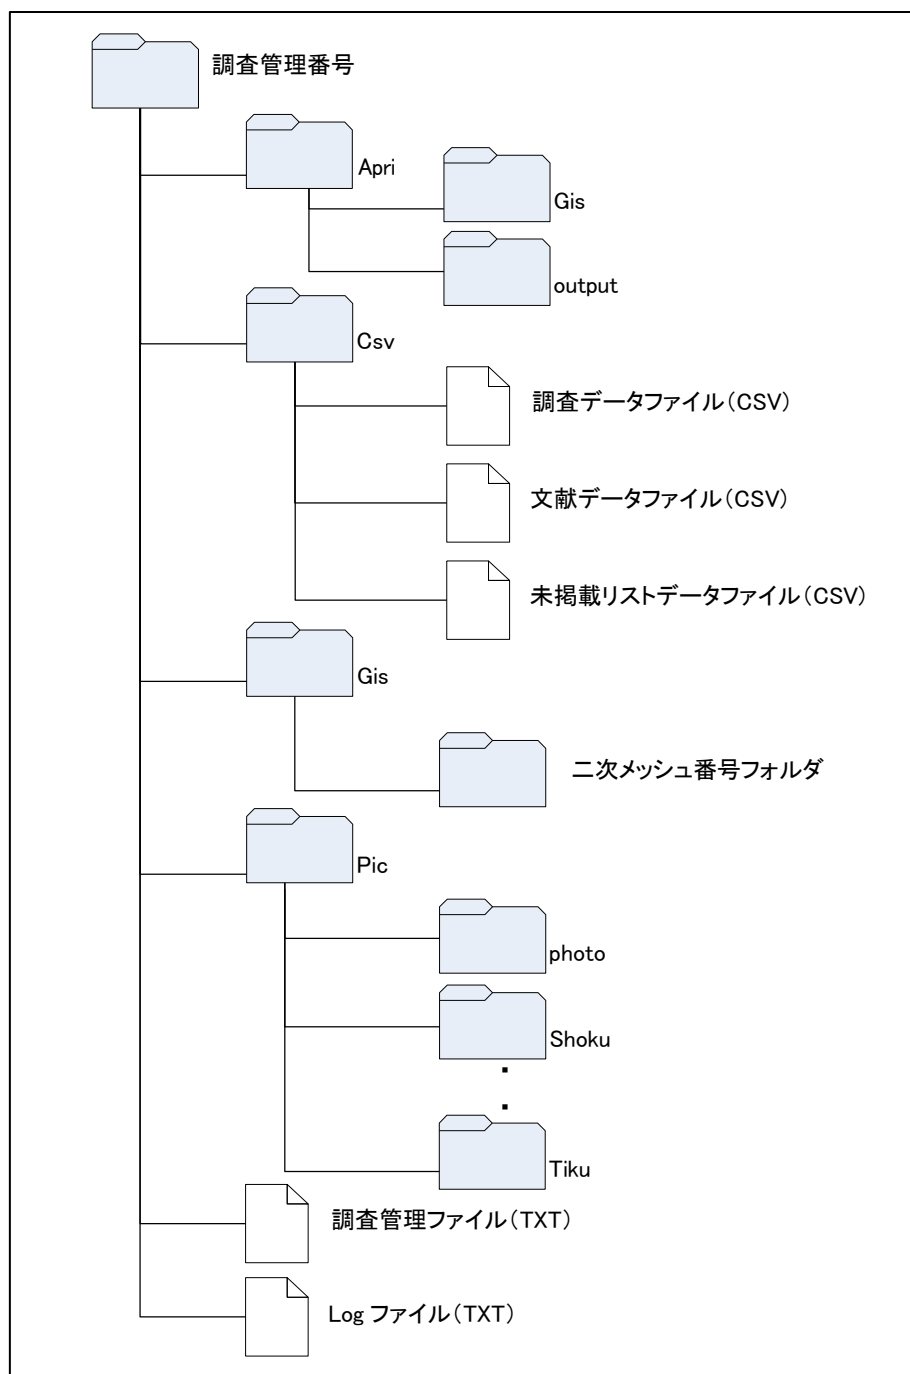 調査管理番号
Apri
Gis
output
Csv
調査データファイル(CSV)
文献データファイル(CSV)
未掲載リストデータファイル(CSV)
Gis
二次メッシュ番号フォルダ
Pic
photo
Shoku
Tiku
調査管理ファイル(TXT)
Log ファイル(TXT)